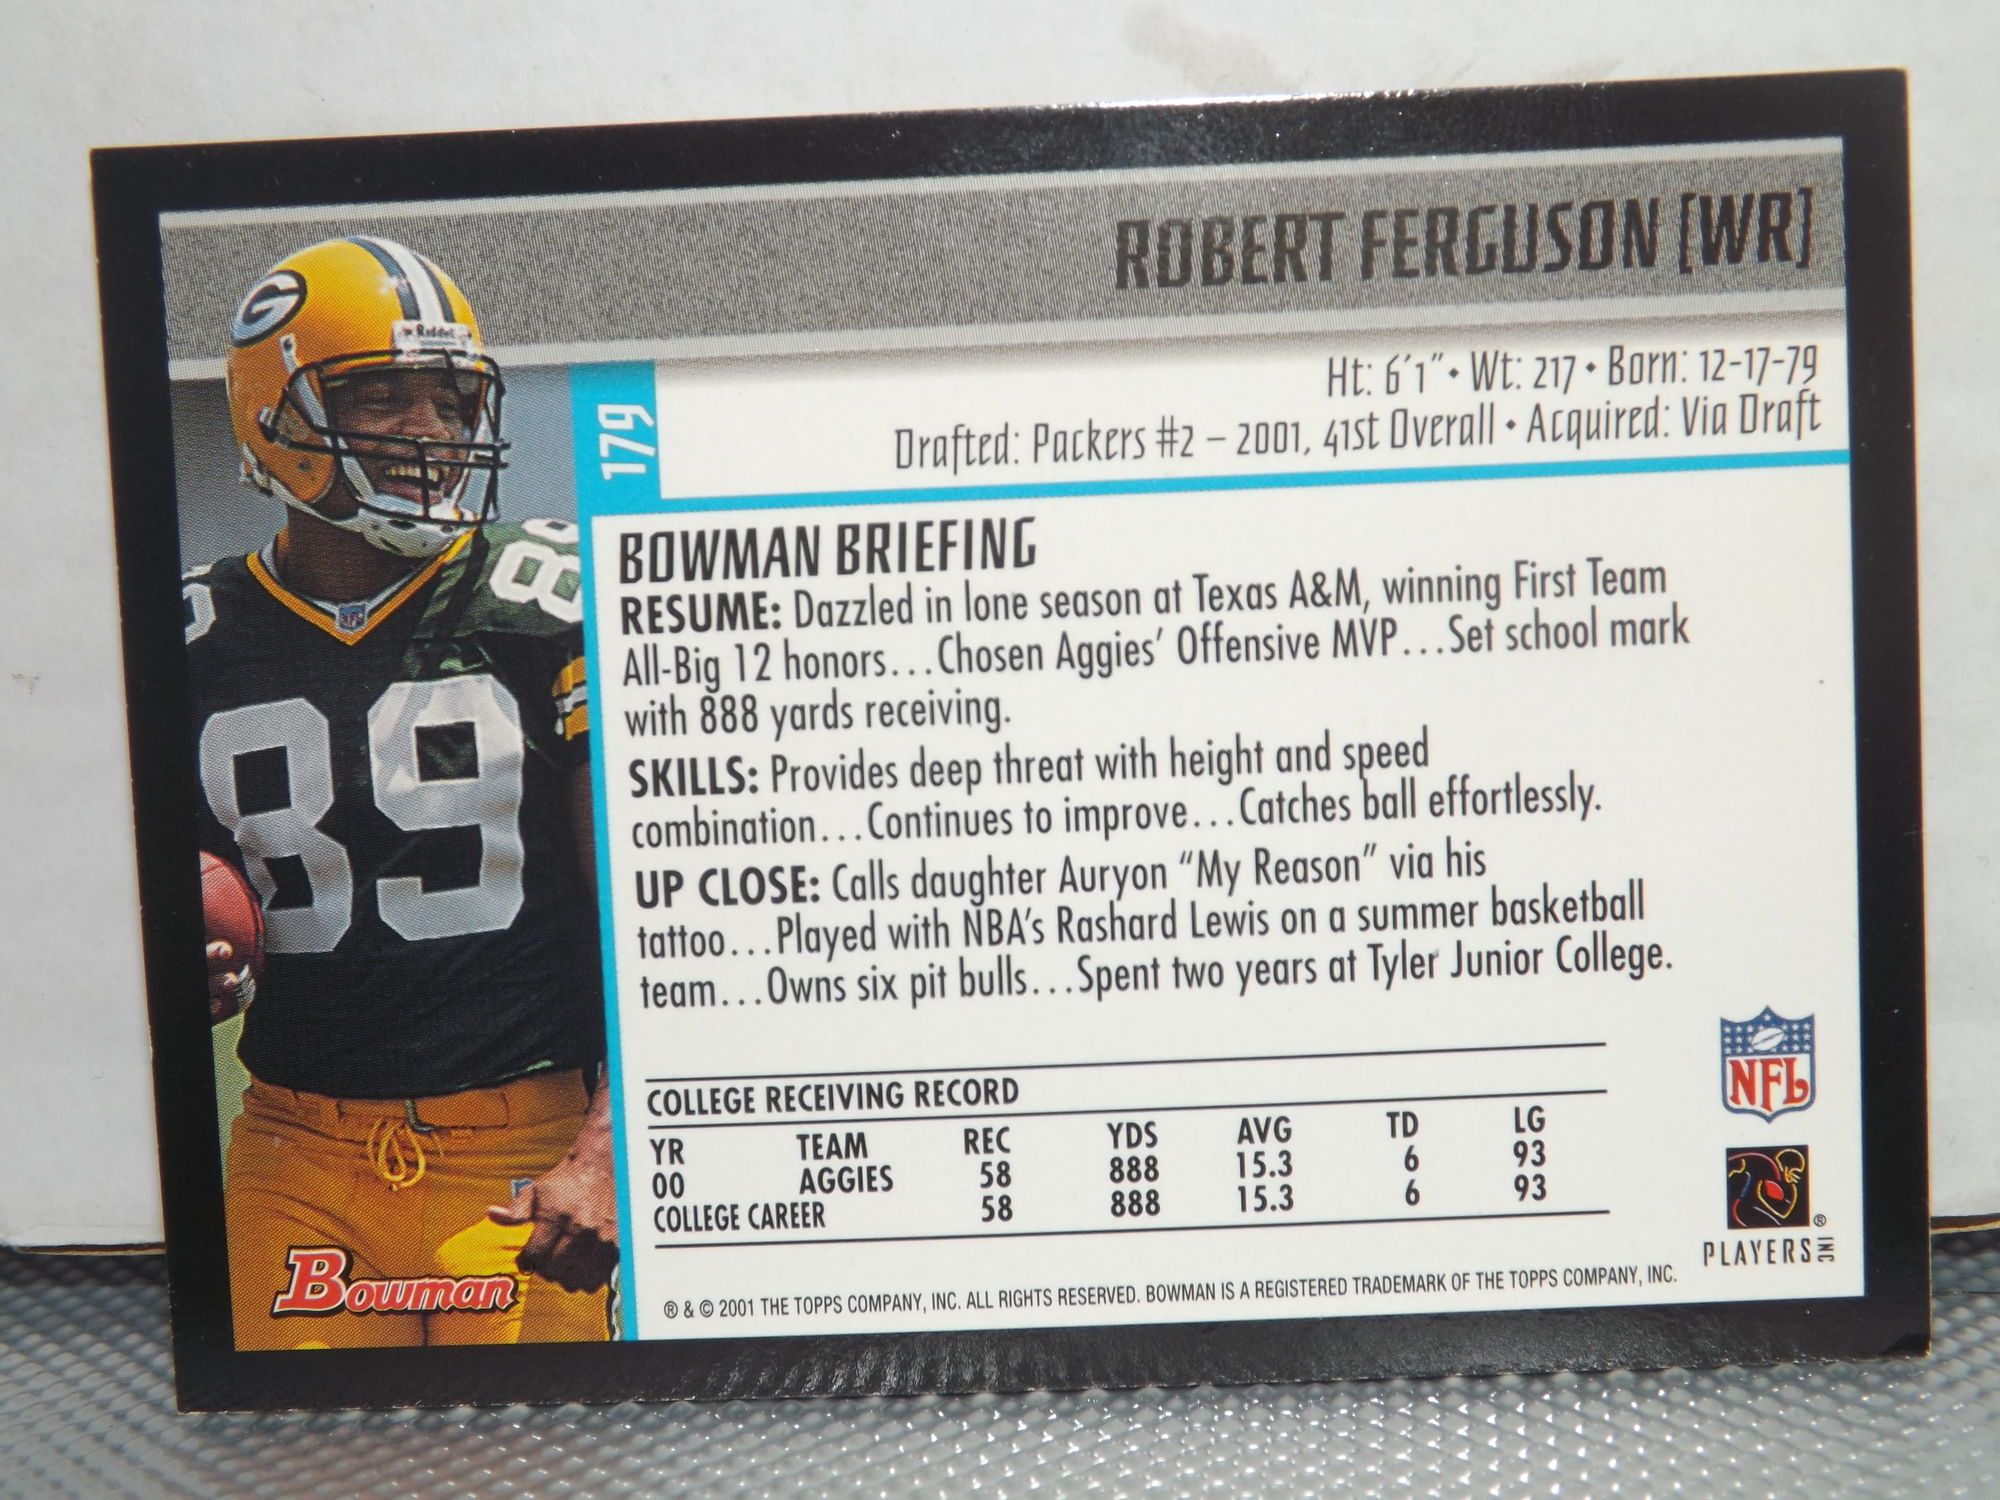 ROBERT FERGUSON [WR]
Ht: 6'1" • Wt: 217 • Born: 12-17-79
Drafted: Packers #2 – 2001, 41st Overall • Acquired: Via Draft
179
BOWMAN BRIEFING
RESUME: Dazzled in lone season at Texas A&M, winning First Team
All-Big 12 honors...Chosen Aggies' Offensive MVP...Set school mark
with 888 yards receiving.
SKILLS: Provides deep threat with height and speed
combination...Continues to improve...Catches ball effortlessly.
UP CLOSE: Calls daughter Auryon “My Reason” via his
tattoo...Played with NBA's Rashard Lewis on a summer basketball
team...Owns six pit bulls...Spent two years at Tyler Junior College.
COLLEGE RECEIVING RECORD
YR TEAM REC YDS AVG TD LG
00 AGGIES 58 888 15.3 6 93
COLLEGE CAREER 58 888 15.3 6 93
® & © 2001 THE TOPPS COMPANY, INC. ALL RIGHTS RESERVED. BOWMAN IS A REGISTERED TRADEMARK OF THE TOPPS COMPANY, INC.
NFL
®
PLAYERS INC
G
Riddell
NFL
89
89
Bowman